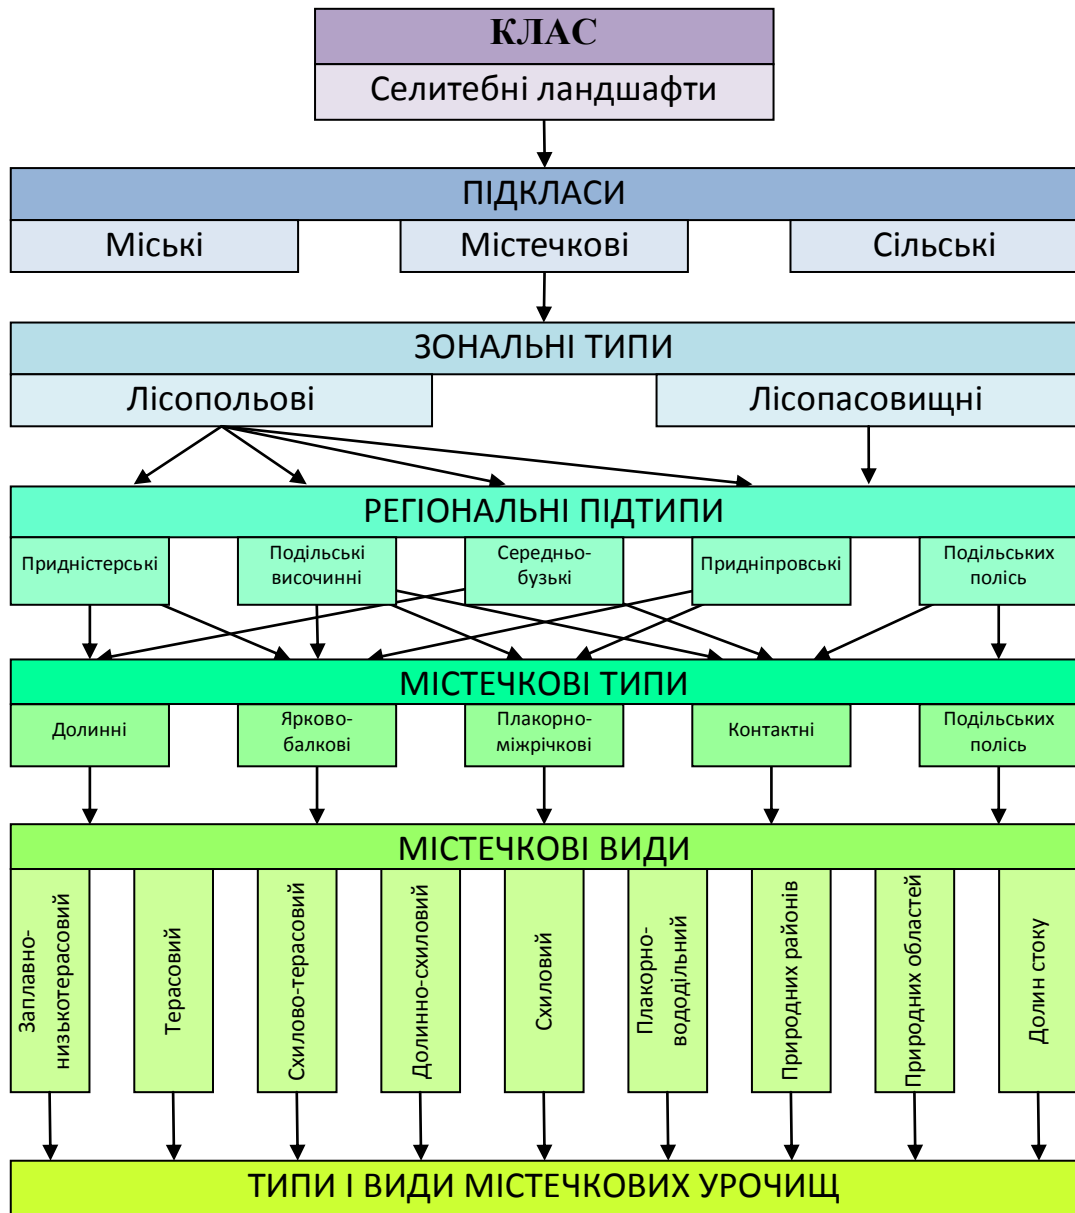 КЛАС
Селитебні ландшафти
ПІДКЛАСИ
Міські
Містечкові
Сільські
ЗОНАЛЬНІ ТИПИ
Лісопольові
Лісопасовищні
РЕГІОНАЛЬНІ ПІДТИПИ
Придністерські
Подільські
височинні
Середньо-
бузькі
Придніпровські
Подільських
полісь
МІСТЕЧКОВІ ТИПИ
Долинні
Ярково-
балкові
Плакорно-
міжрічкові
Контактні
Подільських
полісь
МІСТЕЧКОВІ ВИДИ
Заплавно-
низькотерасовий
Терасовий
Схилово-терасовий
Долинно-схиловий
Схиловий
Плакорно-
вододільний
Природних районів
Природних областей
Долин стоку
ТИПИ І ВИДИ МІСТЕЧКОВИХ УРОЧИЩ